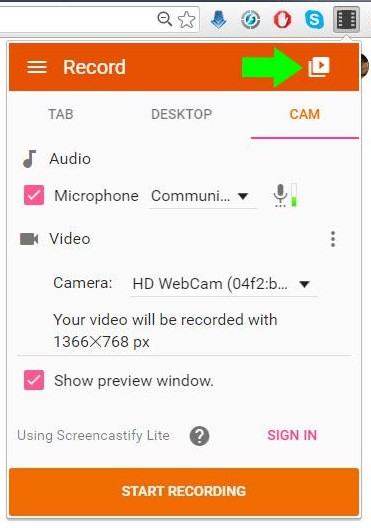 Record
TAB DESKTOP CAM
Audio
Microphone Communi...
Video
Camera: HD WebCam (04f2:b...
Your video will be recorded with
1366✕768 px
Show preview window.
Using Screencastify Lite ? SIGN IN
START RECORDING